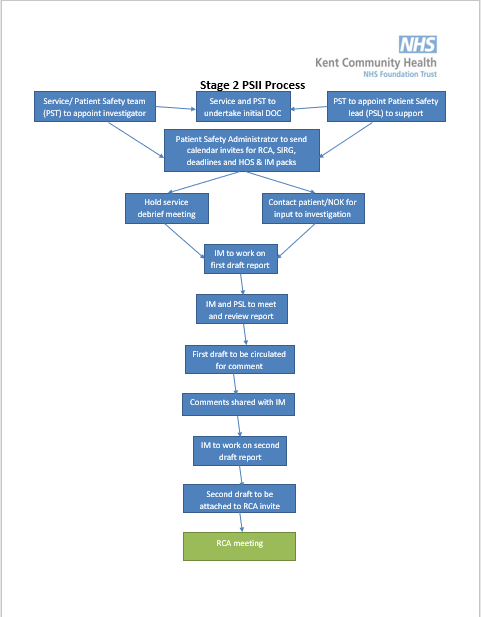 NHS
Kent Community Health
NHS Foundation Trust
Stage 2 PSII Process
Service/ Patient Safety team
(PST) to appoint investigator
Service and PST to
undertake initial DOC
PST to appoint Patient Safety
lead (PSL) to support
Patient Safety Administrator to send
calendar invites for RCA, SIRG,
deadlines and HOS & IM packs
Hold service
debrief meeting
Contact patient/NOK for
input to investigation
IM to work on
first draft report
IM and PSL to meet
and review report
First draft to be circulated
for comment
Comments shared with IM
IM to work on second
draft report
Second draft to be
attached to RCA invite
RCA meeting